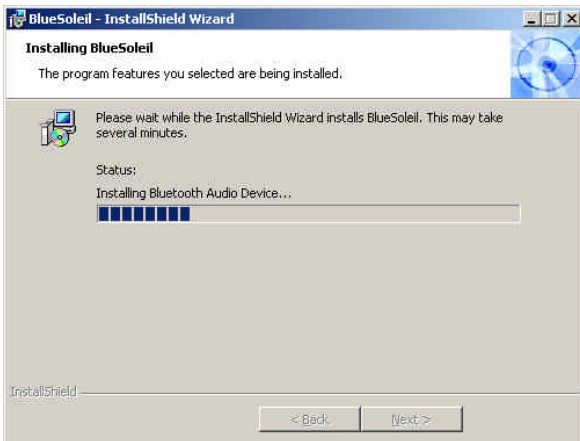 BlueSoleil - InstallShield Wizard
Installing BlueSoleil
The program features you selected are being installed.
Please wait while the InstallShield Wizard installs BlueSoleil. This may take
several minutes.
Status:
Installing Bluetooth Audio Device...
InstallShield
< Back
Next >